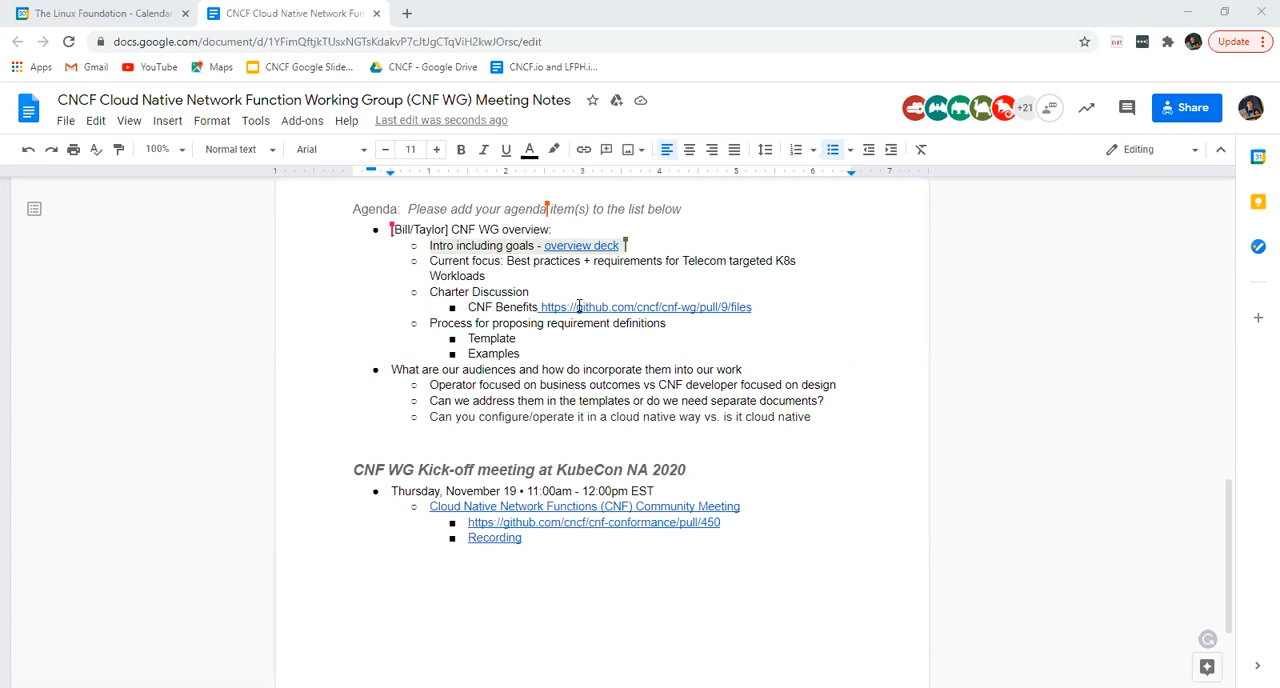 The Linux Foundation - Calenda
CNCF Cloud Native Network Fun
docs.google.com/document/d/1YFimQftjkTUsxNGTsKdakvP7cJtJgCTqViH2kwJOrsc/edit
Update
Apps
Gmail
YouTube
Maps
CNCF Google Slide...
CNCF - Google Drive
CNCF.io and LFPH.i...
CNCF Cloud Native Network Function Working Group (CNF WG) Meeting Notes
+21
Share
File Edit View Insert Format Tools Add-ons Help Last edit was seconds ago
100% Normal text Arial 11 Editing
1 1 2 3 4 5 6 7
Agenda: Please add your agenda item(s) to the list below
[Bill/Taylor] CNF WG overview:
Intro including goals - overview deck
Current focus: Best practices + requirements for Telecom targeted K8s
Workloads
Charter Discussion
CNF Benefits https://github.com/cncf/cnf-wg/pull/9/files
Process for proposing requirement definitions
Template
Examples
What are our audiences and how do incorporate them into our work
Operator focused on business outcomes vs CNF developer focused on design
Can we address them in the templates or do we need separate documents?
Can you configure/operate it in a cloud native way vs. is it cloud native
CNF WG Kick-off meeting at KubeCon NA 2020
Thursday, November 19 • 11:00am - 12:00pm EST
Cloud Native Network Functions (CNF) Community Meeting
https://github.com/cncf/cnf-conformance/pull/450
Recording